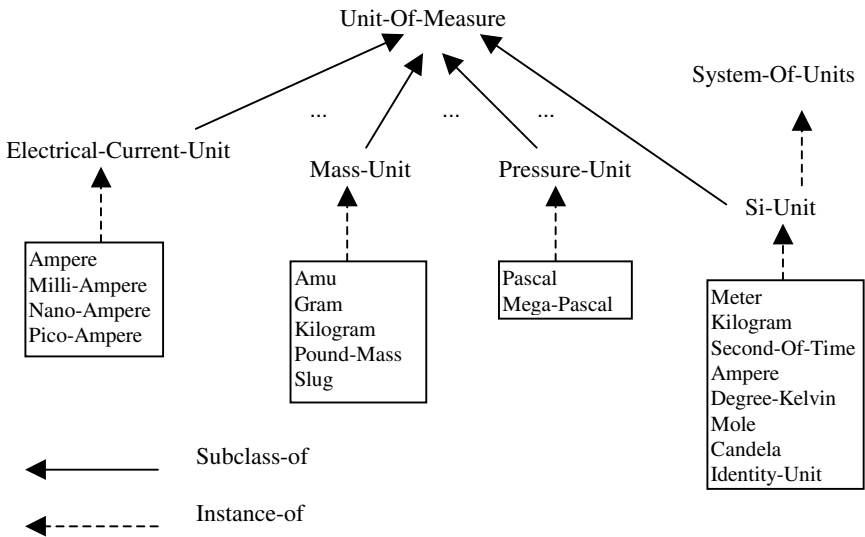 Unit-Of-Measure
System-Of-Units
...
...
...
Electrical-Current-Unit
Mass-Unit
Pressure-Unit
Si-Unit
Ampere
Milli-Ampere
Nano-Ampere
Pico-Ampere
Amu
Gram
Kilogram
Pound-Mass
Slug
Pascal
Mega-Pascal
Meter
Kilogram
Second-Of-Time
Ampere
Degree-Kelvin
Mole
Candela
Identity-Unit
Subclass-of
Instance-of